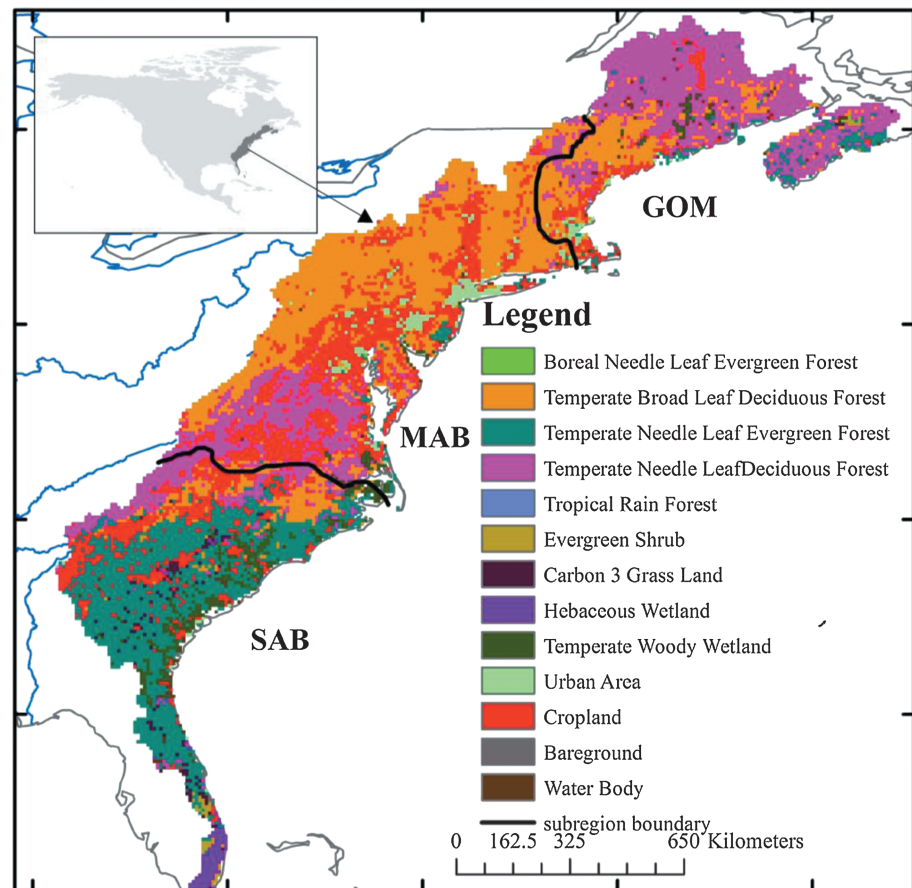 GOM
Legend
Boreal Needle Leaf Evergreen Forest
Temperate Broad Leaf Deciduous Forest
Temperate Needle Leaf Evergreen Forest
MAB
Temperate Needle LeafDeciduous Forest
Tropical Rain Forest
Evergreen Shrub
Carbon 3 Grass Land
Hebaceous Wetland
SAB
Temperate Woody Wetland
Urban Area
Cropland
Bareground
Water Body
subregion boundary
0 162.5 325 650 Kilometers